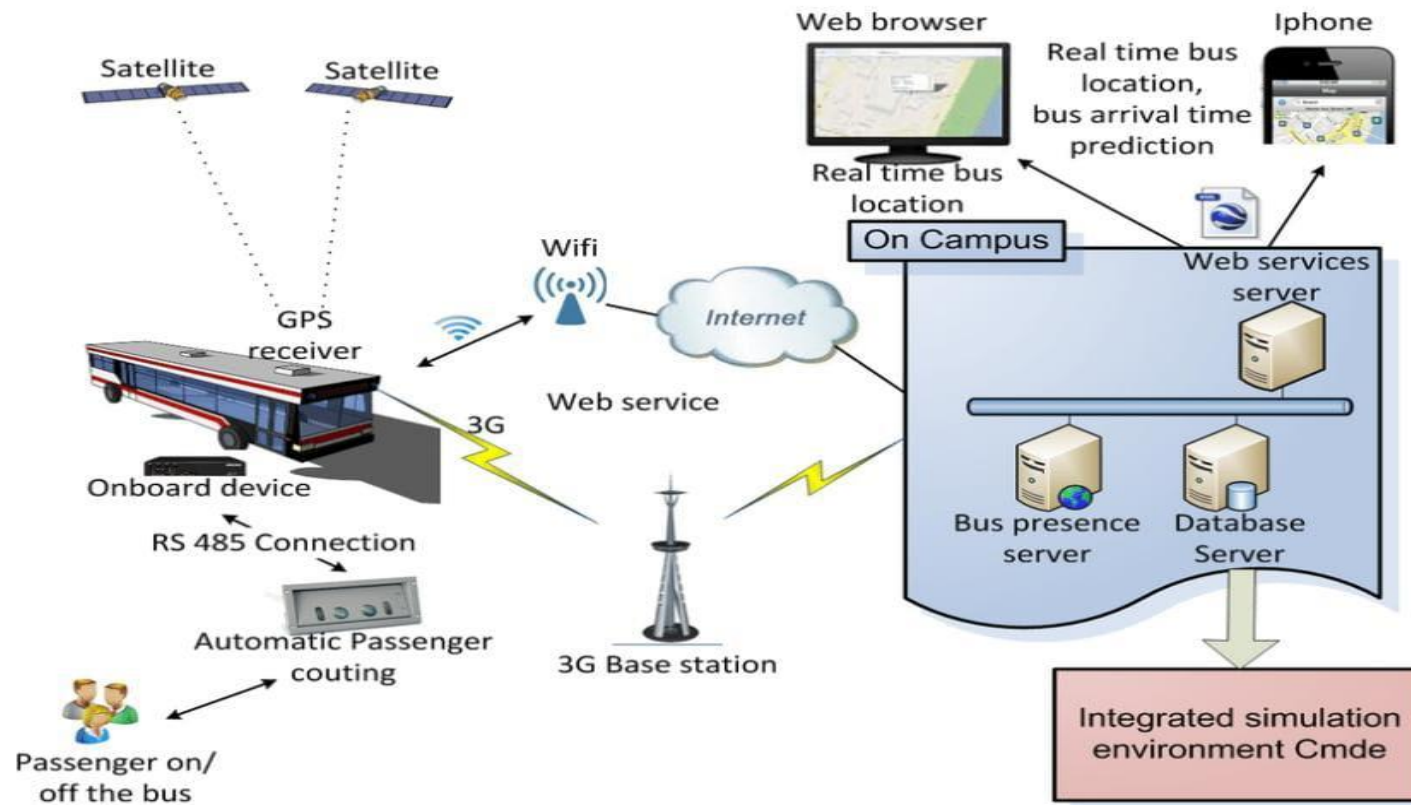 Web browser
Iphone
Satellite
Satellite
Real time bus
location,
bus arrival time
prediction
Map
Real time bus
location
On Campus
Wifi
Web services
server
Internet
GPS
receiver
Web service
3G
Onboard device
Bus presence
server
Database
Server
RS 485 Connection
Automatic Passenger
couting
3G Base station
Integrated simulation
environment Cmde
Passenger on/
off the bus